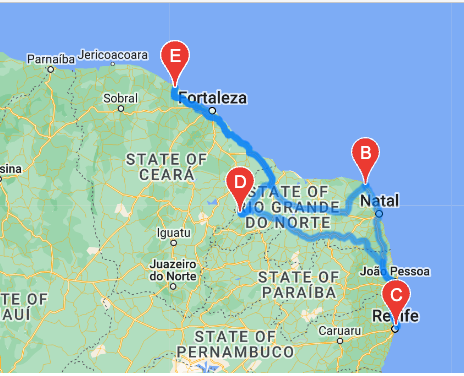 E
Parnaíba
Jericoacoara
Fortaleza
Sobral
STATE OF
CEARÁ
B
D
STATE OF
RIO GRANDE
DO NORTE
Natal
sina
Iguatu
João Pessoa
Juazeiro
do Norte
STATE OF
PARAÍBA
C
Recife
TE OF
AUÍ
STATE OF
PERNAMBUCO
Caruaru